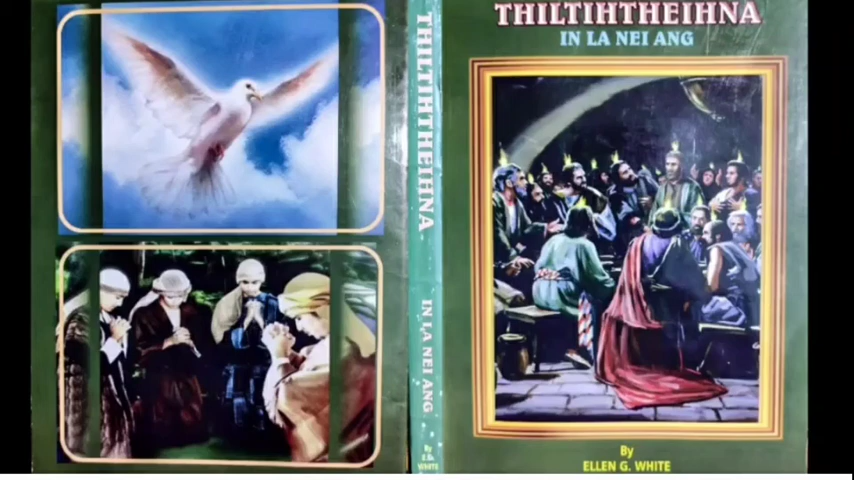 THILTIHTHEIHNA
IN LA NEI ANG
By
E.G.
WHITE
THILTIHTHEIHNA
IN LA NEI ANG
By
ELLEN G. WHITE